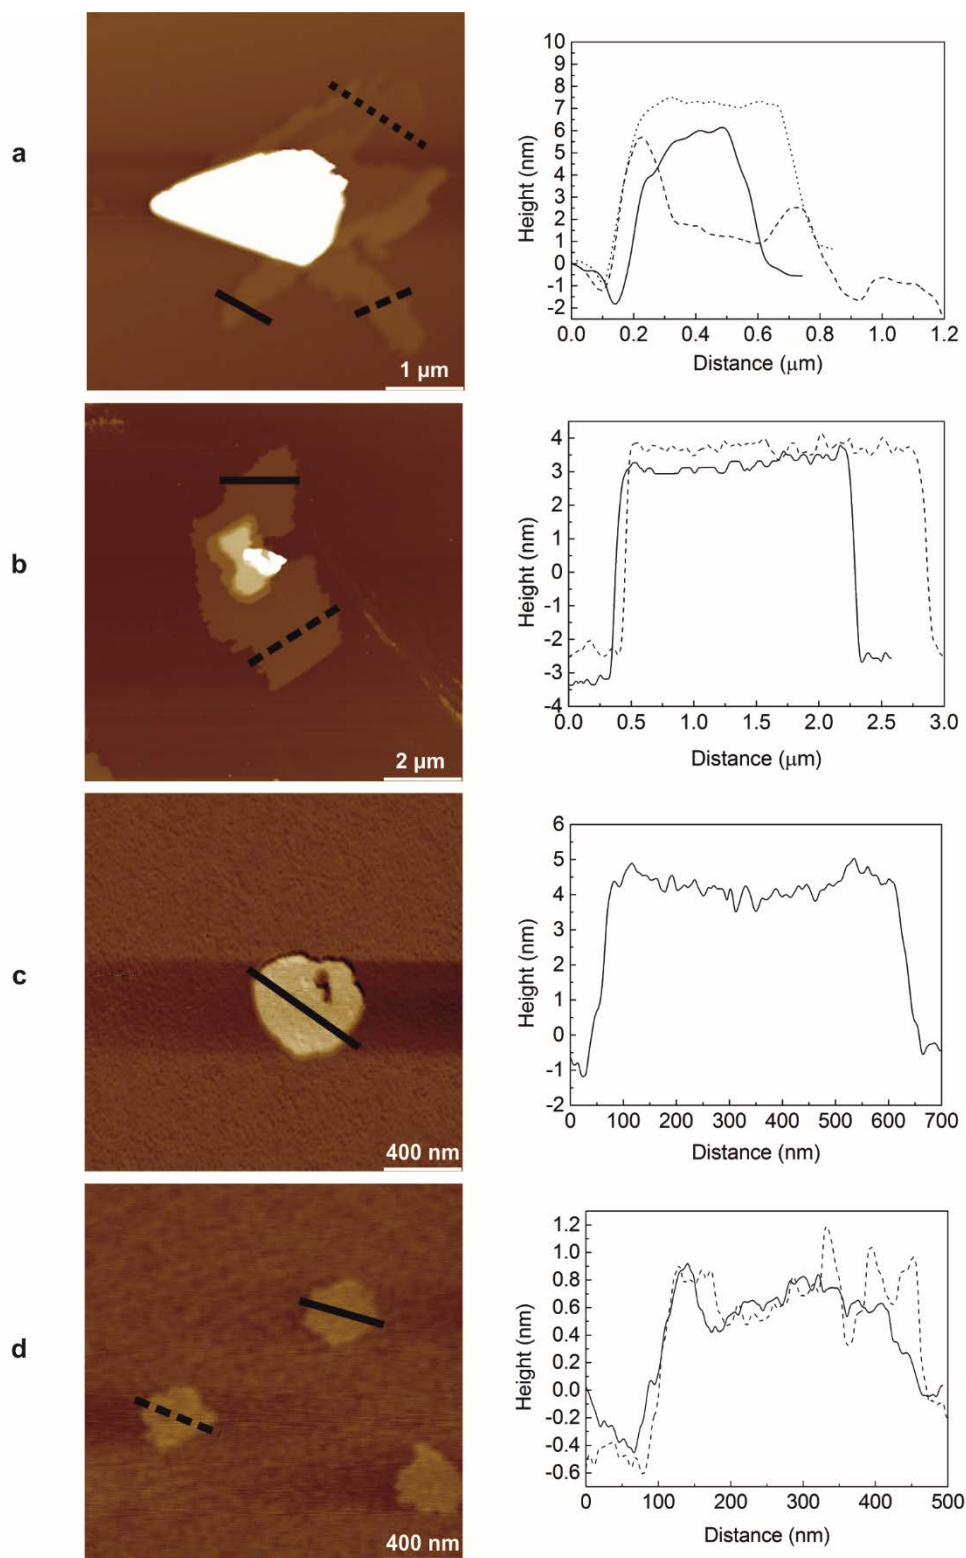 a
1 µm
Height (nm)
10
9
8
7
6
5
4
3
2
1
0
-1
-2
0.0 0.2 0.4 0.6 0.8 1.0 1.2
Distance (µm)
b
2 µm
Height (nm)
4
3
2
1
0
-1
-2
-3
-4
0.0 0.5 1.0 1.5 2.0 2.5 3.0
Distance (µm)
c
400 nm
Height (nm)
6
5
4
3
2
1
0
-1
-2
0 100 200 300 400 500 600 700
Distance (nm)
d
400 nm
Height (nm)
1.2
1.0
0.8
0.6
0.4
0.2
0.0
-0.2
-0.4
-0.6
0 100 200 300 400 500
Distance (nm)